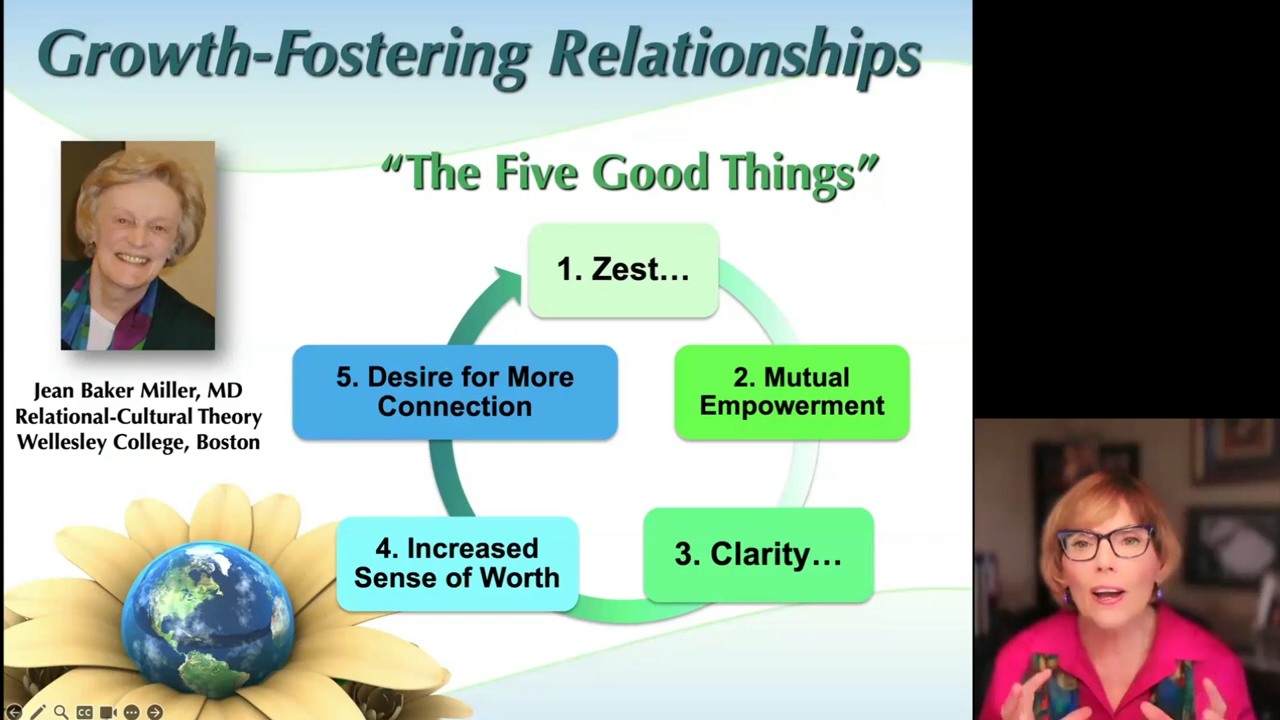 Growth-Fostering Relationships
“The Five Good Things”
1. Zest…
2. Mutual
Empowerment
3. Clarity…
4. Increased
Sense of Worth
5. Desire for More
Connection
Jean Baker Miller, MD
Relational-Cultural Theory
Wellesley College, Boston
CC